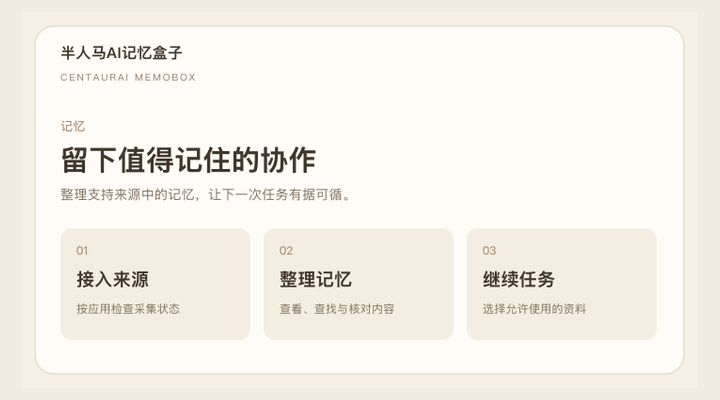 半人马AI记忆盒子
CENTAURAI MEMOBOX
记忆
留下值得记住的协作
整理支持来源中的记忆，让下一次任务有据可循。
01
接入来源
按应用检查采集状态
02
整理记忆
查看、查找与核对内容
03
继续任务
选择允许使用的资料